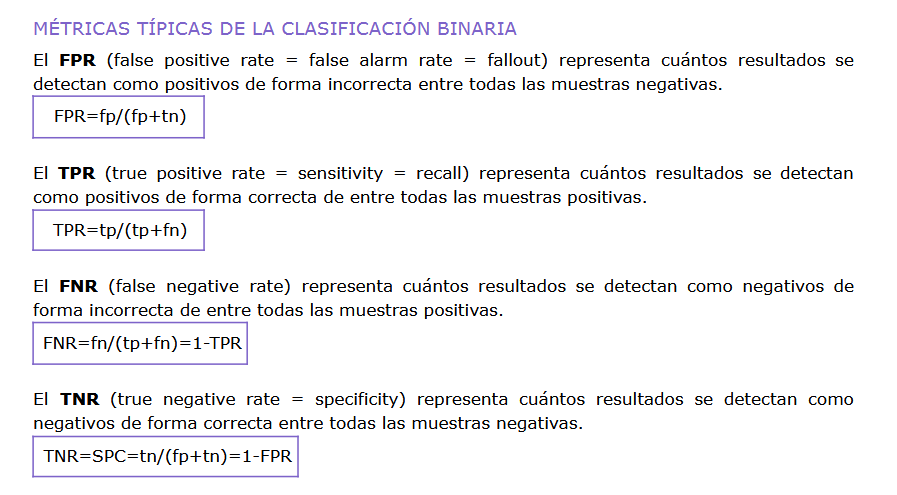 MÉTRICAS TÍPICAS DE LA CLASIFICACIÓN BINARIA
El FPR (false positive rate = false alarm rate = fallout) representa cuántos resultados se
detectan como positivos de forma incorrecta entre todas las muestras negativas.
FPR=fp/(fp+tn)
El TPR (true positive rate = sensitivity = recall) representa cuántos resultados se detectan
como positivos de forma correcta de entre todas las muestras positivas.
TPR=tp/(tp+fn)
El FNR (false negative rate) representa cuántos resultados se detectan como negativos de
forma incorrecta de entre todas las muestras positivas.
FNR=fn/(tp+fn)=1-TPR
El TNR (true negative rate = specificity) representa cuántos resultados se detectan como
negativos de forma correcta entre todas las muestras negativas.
TNR=SPC=tn/(fp+tn)=1-FPR